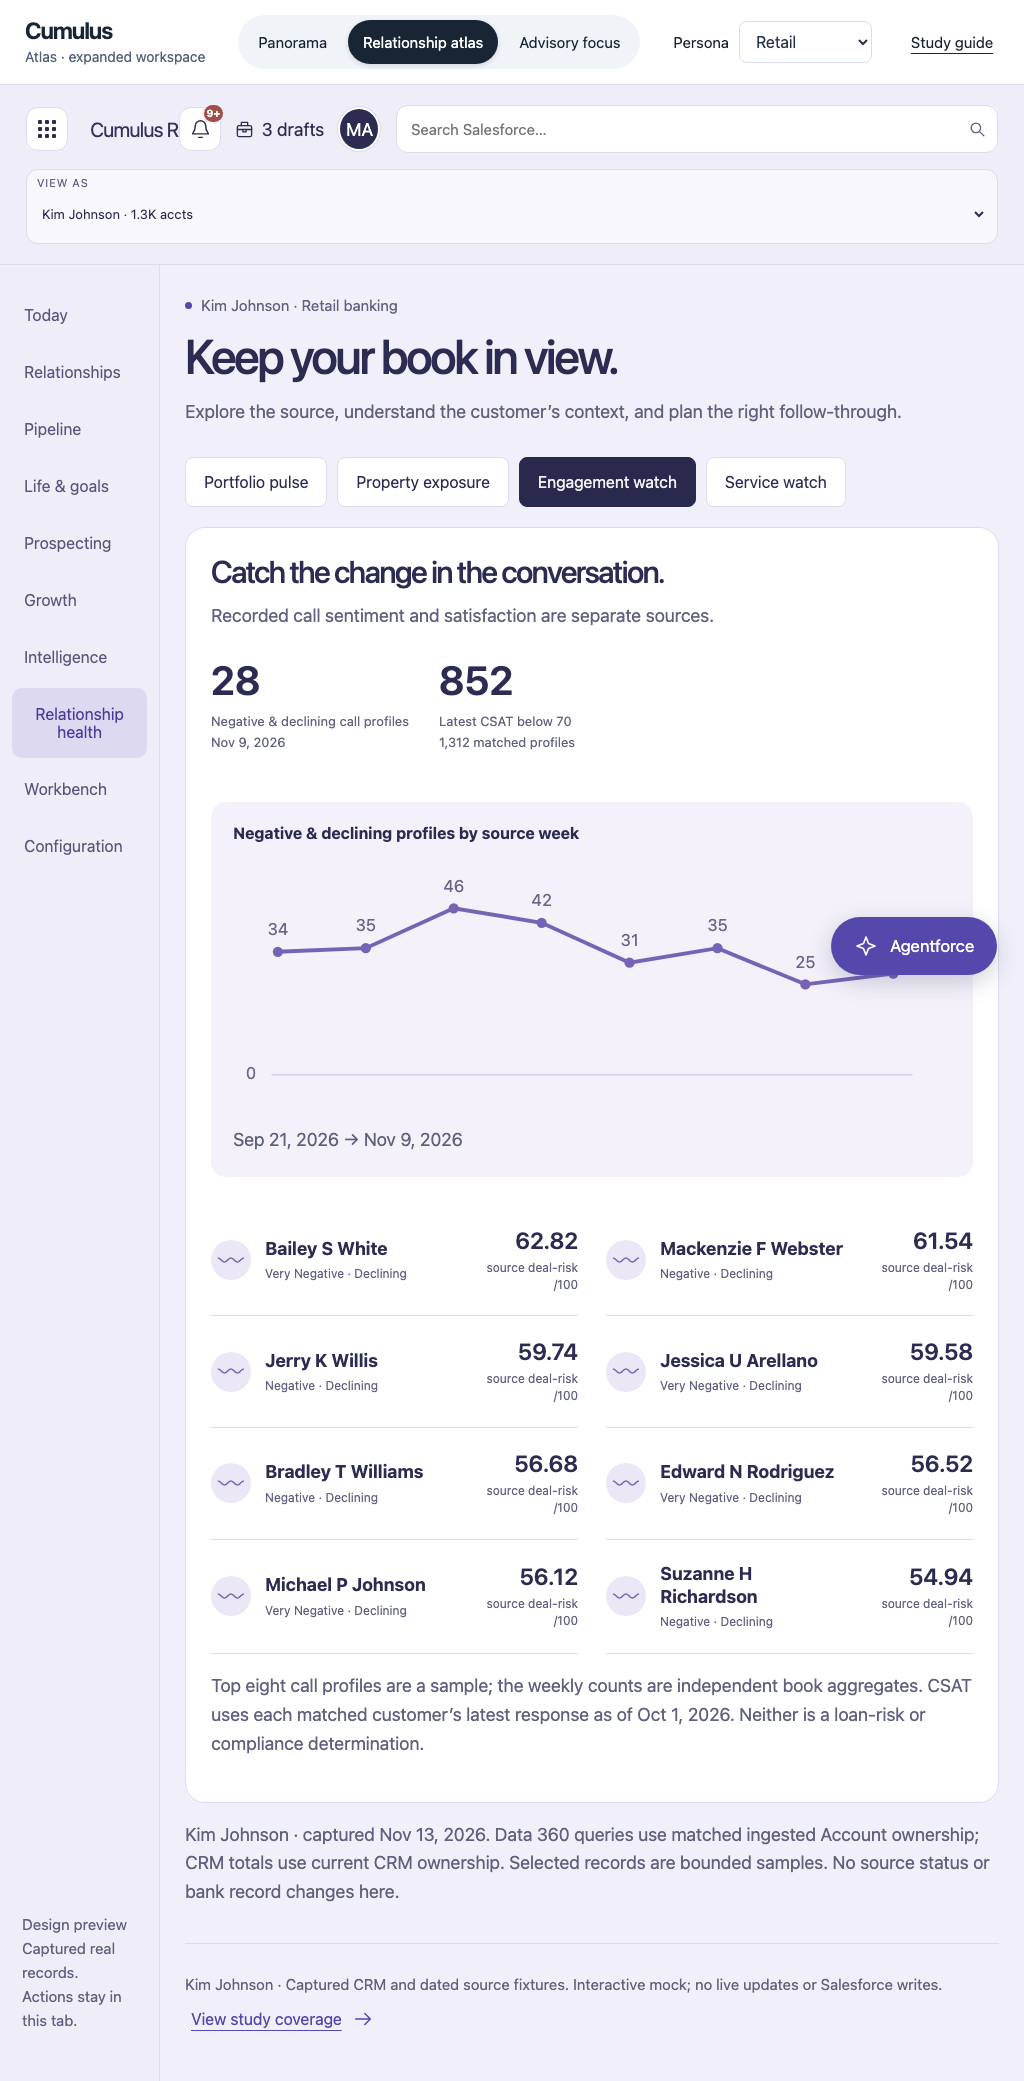 Cumulus
Atlas · expanded workspace
Panorama
Relationship atlas
Advisory focus
Persona
Retail
Study guide
Cumulus R
9+
3 drafts
MA
Search Salesforce...
VIEW AS
Kim Johnson · 1.3K accts
Today
Relationships
Pipeline
Life & goals
Prospecting
Growth
Intelligence
Relationship
health
Workbench
Configuration
Kim Johnson · Retail banking
Keep your book in view.
Explore the source, understand the customer’s context, and plan the right follow-through.
Portfolio pulse
Property exposure
Engagement watch
Service watch
Catch the change in the conversation.
Recorded call sentiment and satisfaction are separate sources.
28
Negative & declining call profiles
Nov 9, 2026
852
Latest CSAT below 70
1,312 matched profiles
Negative & declining profiles by source week
34
35
46
42
31
35
25
0
Sep 21, 2026 → Nov 9, 2026
Agentforce
Bailey S White
Very Negative · Declining
62.82
source deal-risk
/100
Mackenzie F Webster
Negative · Declining
61.54
source deal-risk
/100
Jerry K Willis
Negative · Declining
59.74
source deal-risk
/100
Jessica U Arellano
Very Negative · Declining
59.58
source deal-risk
/100
Bradley T Williams
Negative · Declining
56.68
source deal-risk
/100
Edward N Rodriguez
Very Negative · Declining
56.52
source deal-risk
/100
Michael P Johnson
Very Negative · Declining
56.12
source deal-risk
/100
Suzanne H
Richardson
Negative · Declining
54.94
source deal-risk
/100
Top eight call profiles are a sample; the weekly counts are independent book aggregates. CSAT
uses each matched customer’s latest response as of Oct 1, 2026. Neither is a loan-risk or
compliance determination.
Kim Johnson · captured Nov 13, 2026. Data 360 queries use matched ingested Account ownership;
CRM totals use current CRM ownership. Selected records are bounded samples. No source status or
bank record changes here.
Design preview
Captured real
records.
Actions stay in
this tab.
Kim Johnson · Captured CRM and dated source fixtures. Interactive mock; no live updates or Salesforce writes.
View study coverage →